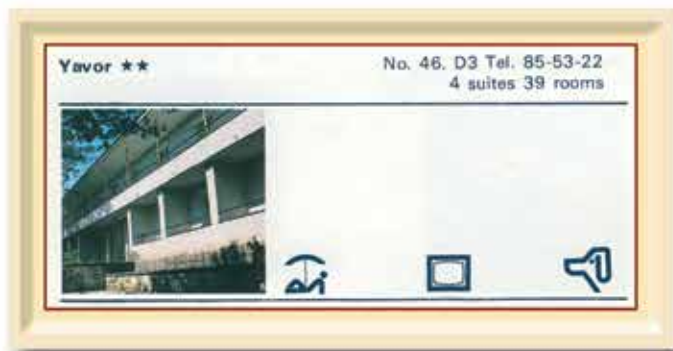 Yavor ★★
No. 46. D3 Tel. 85-53-22
4 suites 39 rooms